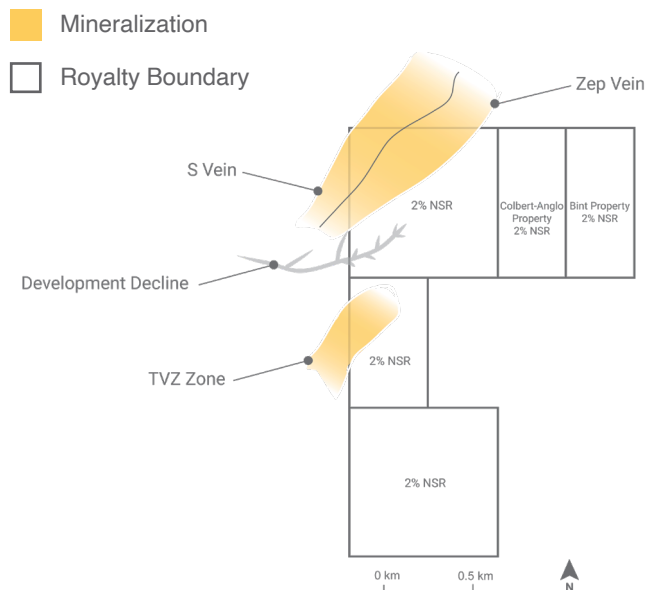 Mineralization
Royalty Boundary
Zep Vein
S Vein
2% NSR
Colbert-Anglo
Property
2% NSR
Bint Property
2% NSR
Development Decline
2% NSR
TVZ Zone
2% NSR
0 km
0.5 km
N